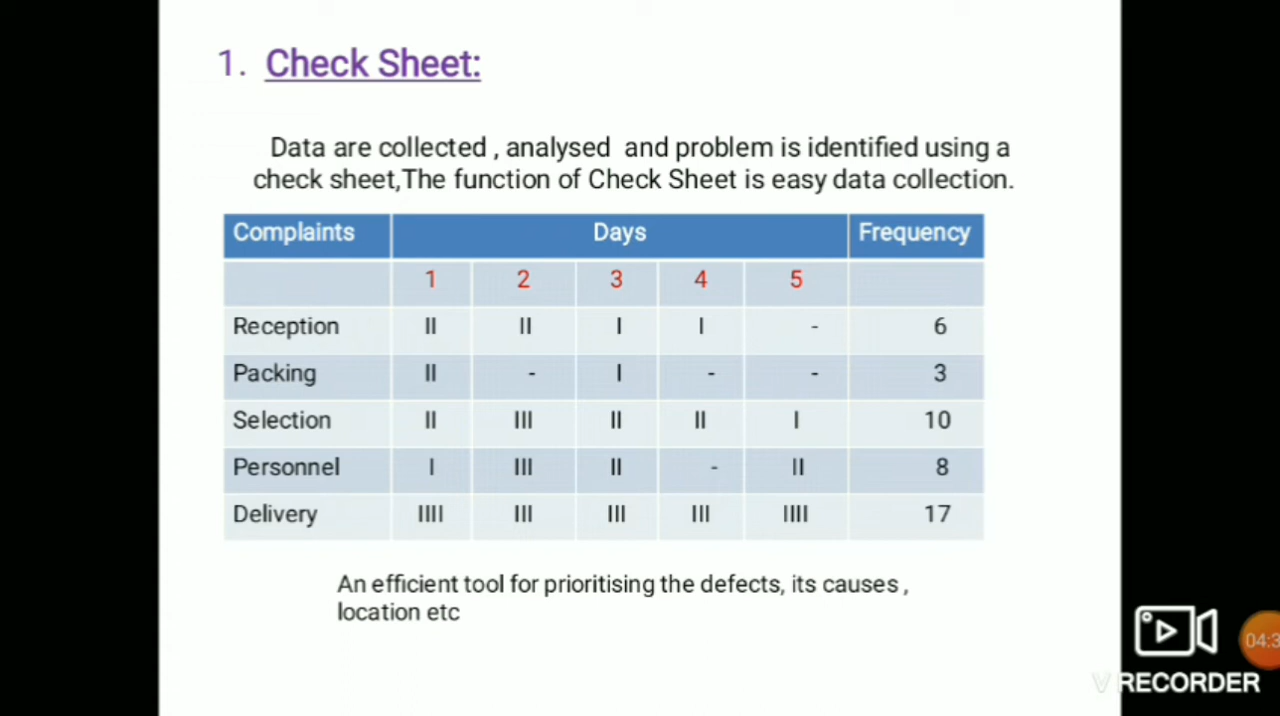 1. Check Sheet:
Data are collected , analysed and problem is identified using a
check sheet,The function of Check Sheet is easy data collection.
Complaints Days Frequency
1 2 3 4 5
Reception II II I I - 6
Packing II - I - - 3
Selection II III II II I 10
Personnel I III II - II 8
Delivery IIII III III III IIII 17
An efficient tool for prioritising the defects, its causes ,
location etc
04:3
V RECORDER